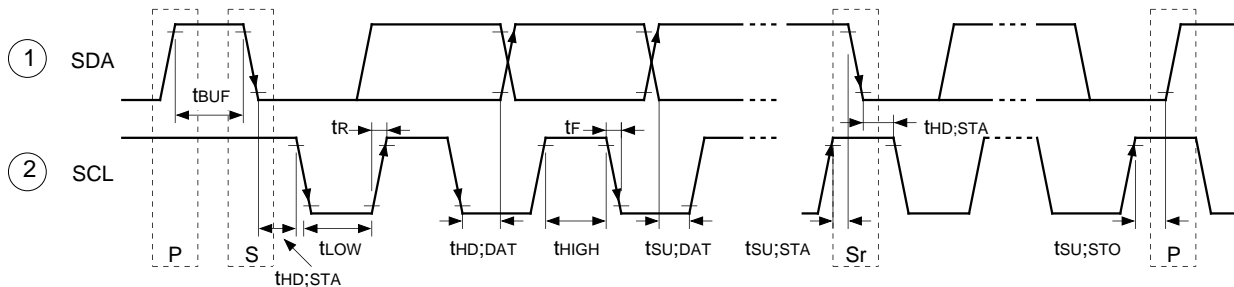 1 SDA
tBUF
tR
tF
tHD;STA
2 SCL
P S tLOW tHD;DAT tHIGH tSU;DAT tSU;STA Sr tSU;STO P
tHD;STA